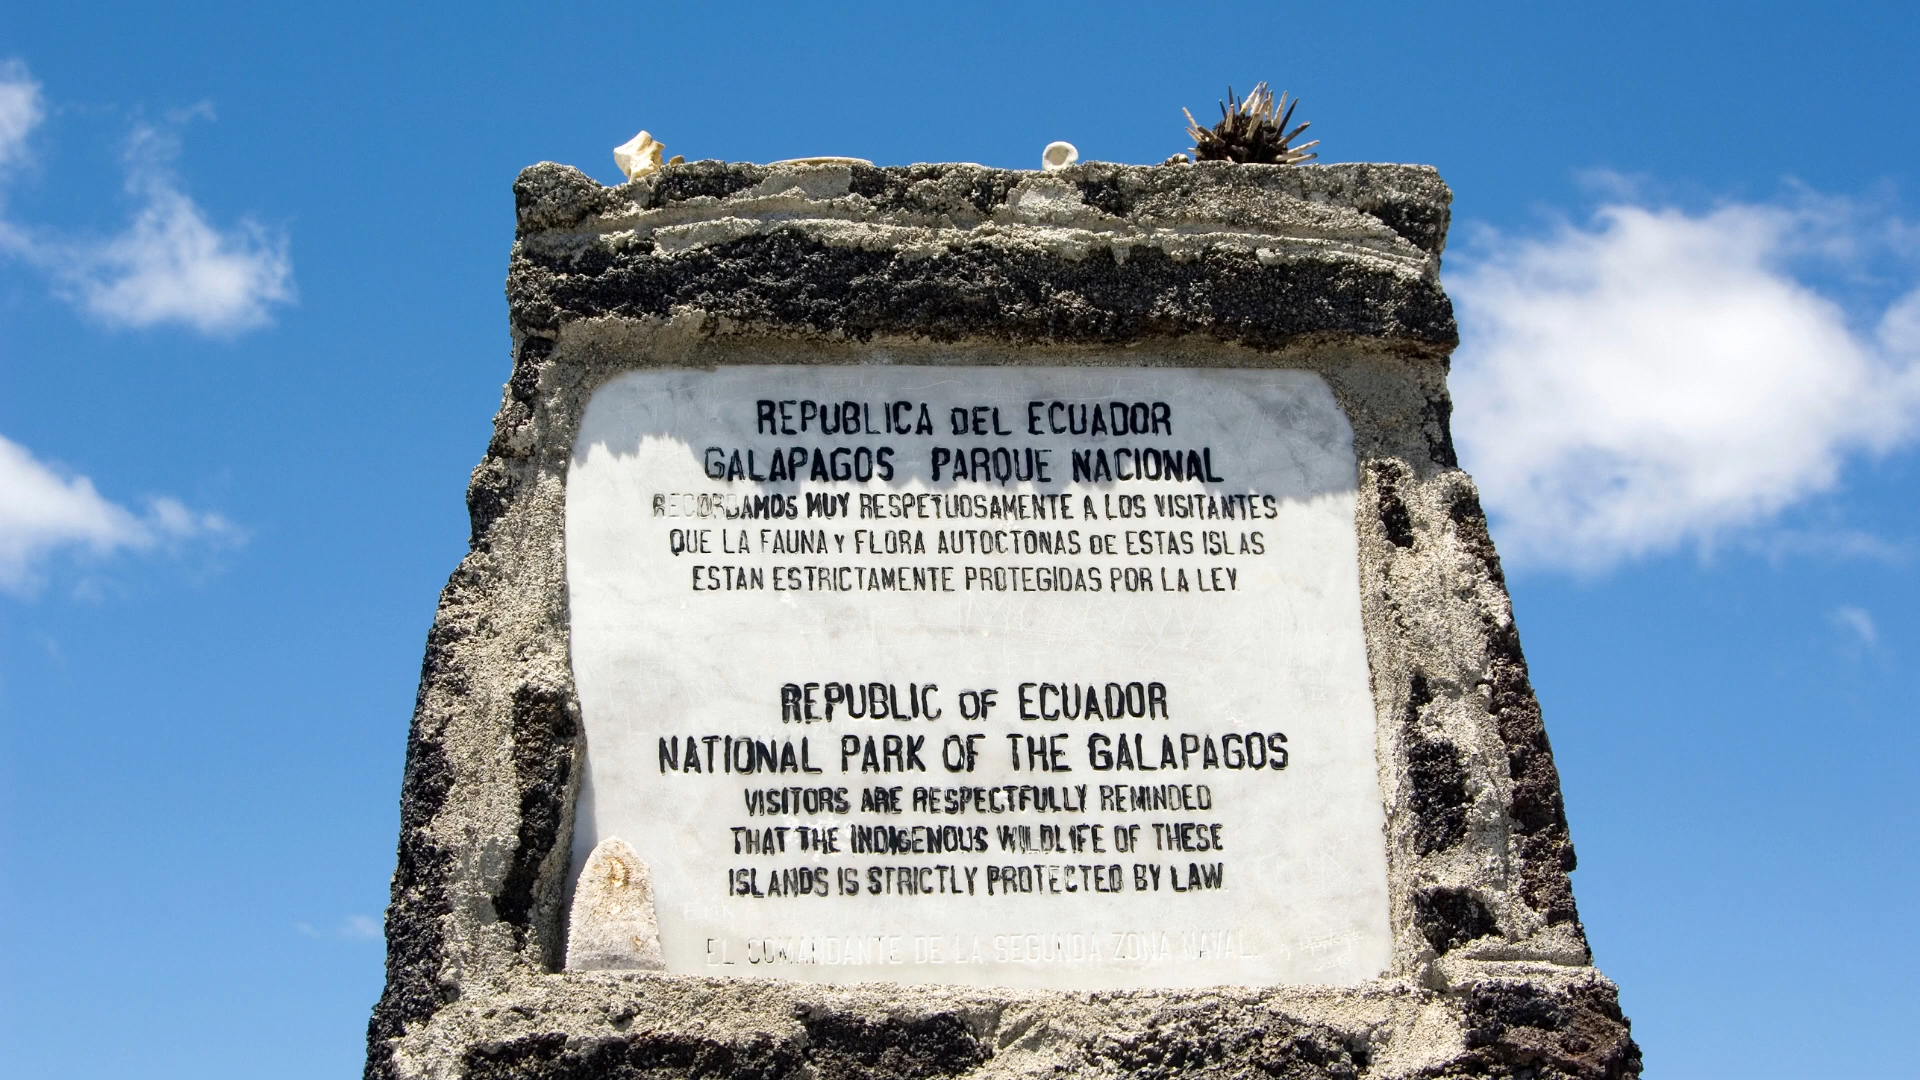 REPUBLICA DEL ECUADOR
GALAPAGOS PARQUE NACIONAL
RECORDAMOS MUY RESPETUOSAMENTE A LOS VISITANTES
QUE LA FAUNA Y FLORA AUTOCTONAS DE ESTAS ISLAS
ESTAN ESTRICTAMENTE PROTEGIDAS POR LA LEY
REPUBLIC OF ECUADOR
NATIONAL PARK OF THE GALAPAGOS
VISITORS ARE RESPECTFULLY REMINDED
THAT THE INDIGENOUS WILDLIFE OF THESE
ISLANDS IS STRICTLY PROTECTED BY LAW
EL COMANDANTE DE LA SEGUNDA ZONA NAVAL.